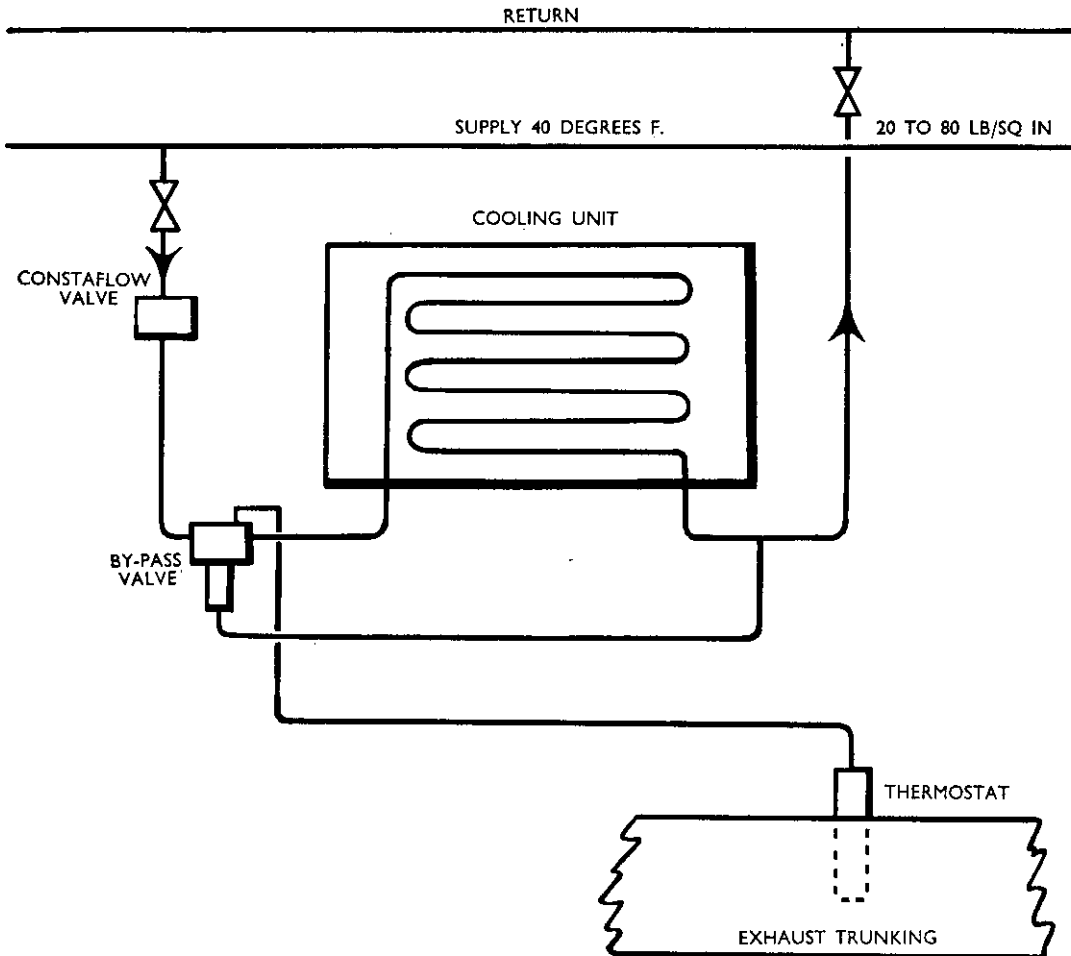 RETURN
SUPPLY 40 DEGREES F.
20 TO 80 LB/SQ IN
COOLING UNIT
CONSTAFLOW
VALVE
BY-PASS
VALVE
THERMOSTAT
EXHAUST TRUNKING